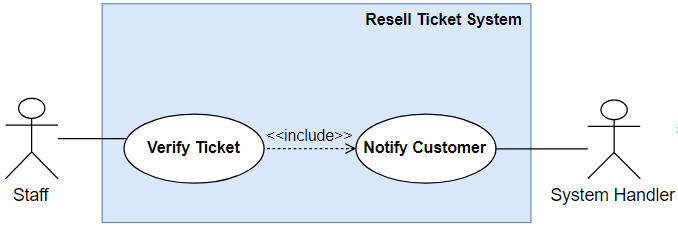 Resell Ticket System
<<include>>
Verify Ticket
Notify Customer
Staff
System Handler